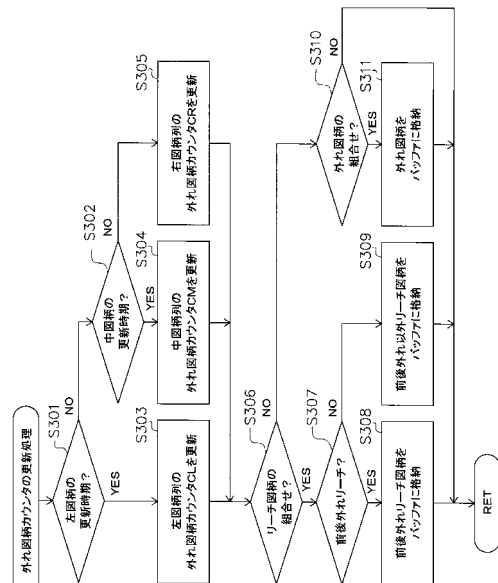 外れ図柄カウンタの更新処理
S301
左図柄の
更新時期?
NO
YES
S302
中図柄の
更新時期?
NO
YES
S303
左図柄列の
外れ図柄カウンタCLを更新
S304
中図柄列の
外れ図柄カウンタCMを更新
S305
右図柄列の
外れ図柄カウンタCRを更新
S306
リーチ図柄の
組合せ?
NO
YES
S307
前後外れリーチ?
NO
YES
S308
前後外れリーチ図柄を
バッファに格納
S309
前後外れ以外リーチ図柄を
バッファに格納
S310
外れ図柄の
組合せ?
NO
YES
S311
外れ図柄を
バッファに格納
RET